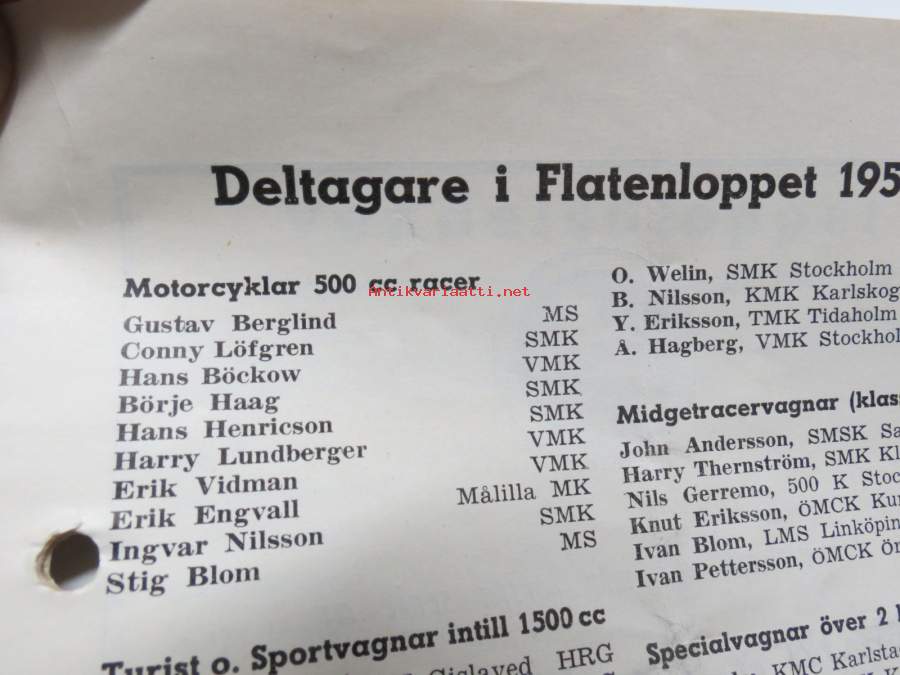 Deltagare i Flatenloppet 195
Motorcyklar 500 cc racer
Antikvariaatti.net
Gustav Berglind MS
Conny Löfgren SMK
Hans Böckow VMK
Börje Haag SMK
Hans Henricson SMK
Harry Lundberger VMK
Erik Vidman VMK
Erik Engvall Målilla MK
Ingvar Nilsson SMK
Stig Blom MS
Turist o. Sportvagnar intill 1500 cc
Gislaved HRG
O. Welin, SMK Stockholm
B. Nilsson, KMK Karlskog
Y. Eriksson, TMK Tidaholm
Å. Hagberg, VMK Stockhol
Midgetracervagnar (klas
John Andersson, SMSK Sa
Harry Thernström, SMK Kl
Nils Gerremo, 500 K Stoc
Knut Eriksson, ÖMCK Kur
Ivan Blom, LMS Linköpin
Ivan Pettersson, ÖMCK Ör
Specialvagnar över 2 l
KMC Karlsta